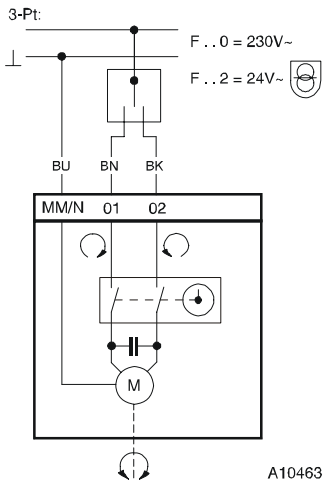 3-Pt:
F . . 0 = 230V~
⊥
F . . 2 = 24V~
BU BN BK
MM/N 01 02
M
A10463